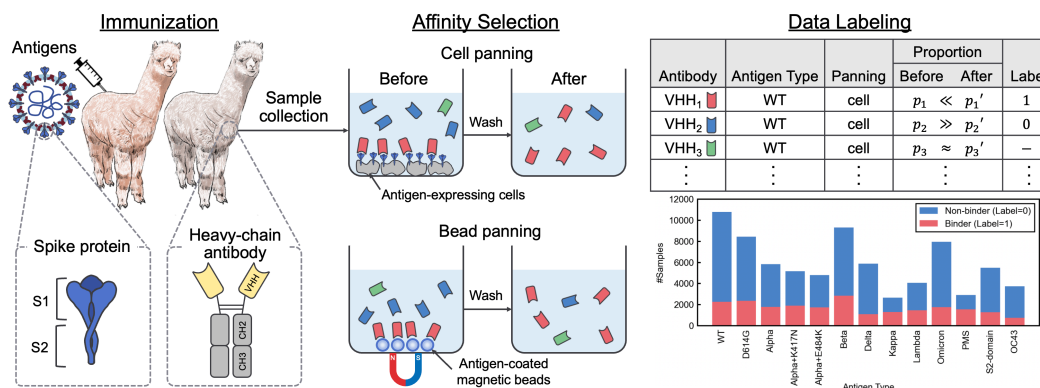 Immunization
Antigens
Sample
collection
Spike protein
S1
S2
Heavy-chain
antibody
VHH
CH2
CH3
Affinity Selection
Cell panning
Before
After
Wash
Antigen-expressing cells
Bead panning
Wash
N
S
Antigen-coated
magnetic beads
Data Labeling
Proportion
Antibody Antigen Type Panning Before After Labe
VHH₁ WT cell p₁ ≪ p₁′ 1
VHH₂ WT cell p₂ ≫ p₂′ 0
VHH₃ WT cell p₃ ≈ p₃′ –
⋮ ⋮ ⋮ ⋮ ⋮ ⋮
#Samples
12000
10000
8000
6000
4000
2000
0
Non-binder (Label=0)
Binder (Label=1)
WT
D614G
Alpha
Alpha+K417N
Alpha+E484K
Beta
Delta
Kappa
Lambda
Omicron
PMS
S2-domain
OC43
Antigen Type